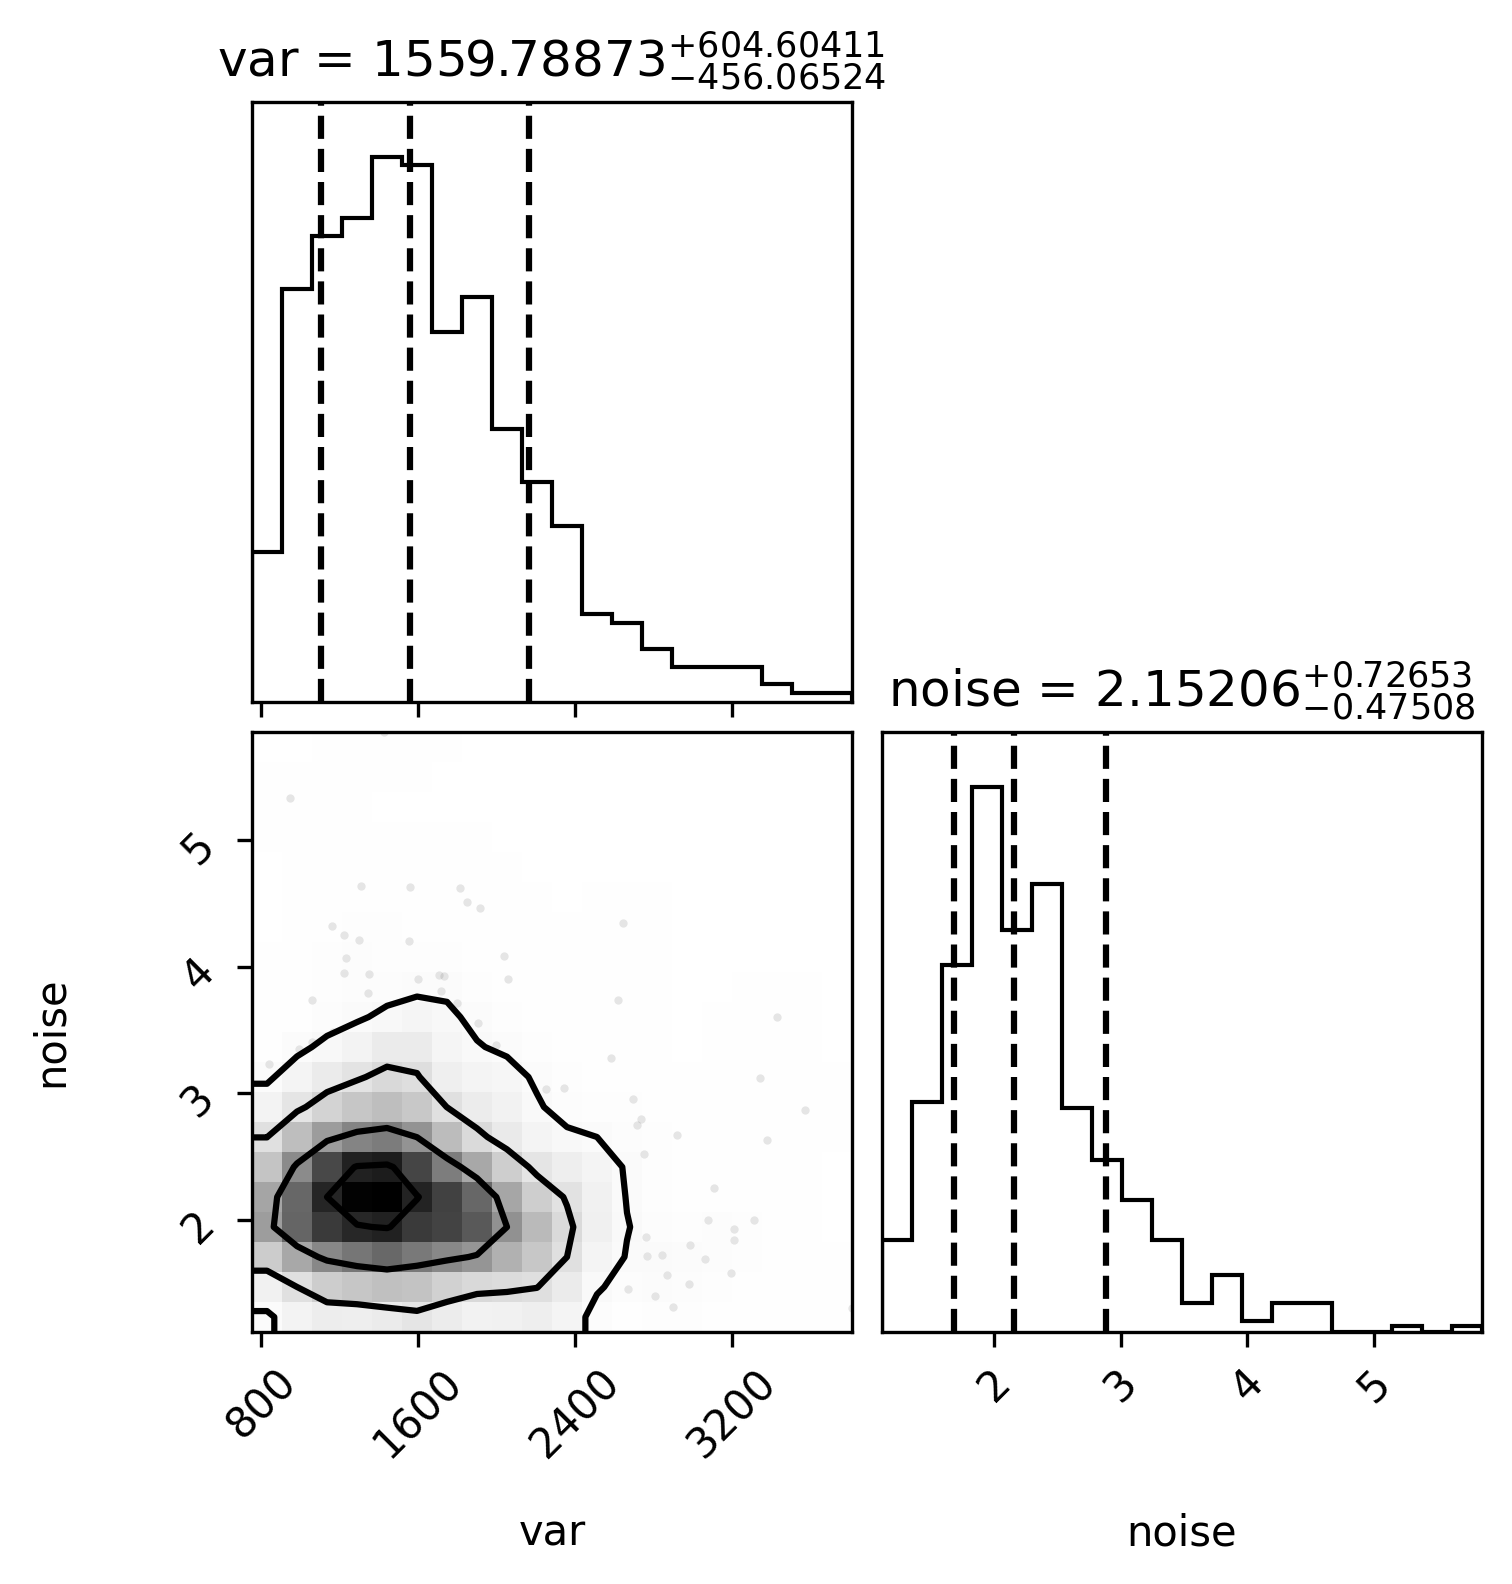 var = 1559.78873+604.60411−456.06524
noise = 2.15206+0.72653−0.47508
5
4
3
2
noise
800 1600 2400 3200
2 3 4 5
var
noise